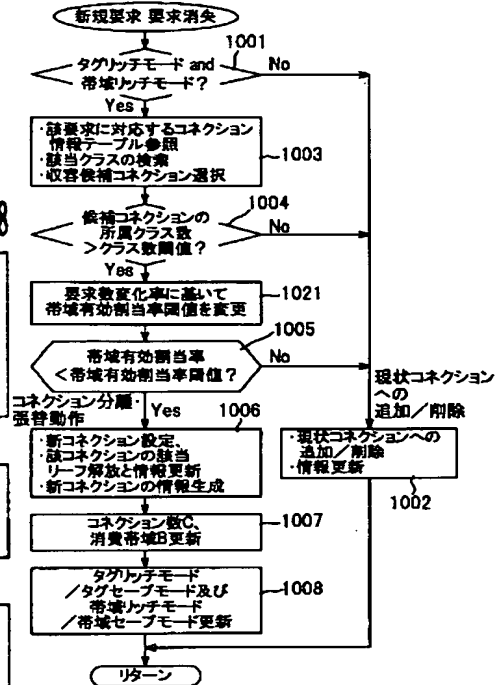 新規要求 要求消失
1001
タグリッチモード and
帯域リッチモード?
No
Yes
・該要求に対応するコネクション
情報テーブル参照
・該当クラスの検索
・収容候補コネクション選択
1003
1004
候補コネクションの
所属クラス数
>クラス数閾値?
No
Yes
要求数変化率に基いて
帯域有効割当率閾値を変更
1021
1005
帯域有効割当率
<帯域有効割当率閾値?
No
現状コネクション
への
追加/削除
コネクション分離・
張替動作
Yes
1006
・新コネクション設定、
・該コネクションの該当
リーフ解放と情報更新
・新コネクションの情報生成
・現状コネクションへの
追加/削除
・情報更新
1002
コネクション数C、
消費帯域B更新
1007
タグリッチモード
/タグセーブモード及び
帯域リッチモード
/帯域セーブモード更新
1008
リターン